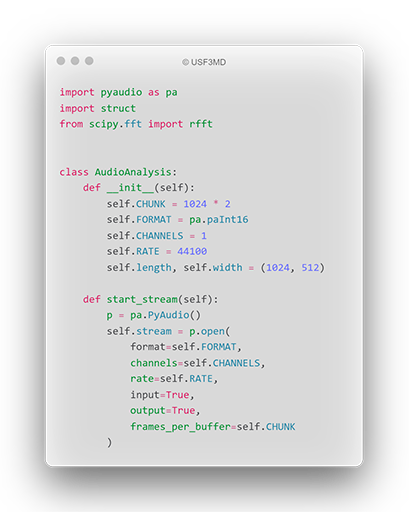 © USF3MD
import pyaudio as pa
import struct
from scipy.fft import rfft
class AudioAnalysis:
    def __init__(self):
        self.CHUNK = 1024 * 2
        self.FORMAT = pa.paInt16
        self.CHANNELS = 1
        self.RATE = 44100
        self.length, self.width = (1024, 512)
    def start_stream(self):
        p = pa.PyAudio()
        self.stream = p.open(
            format=self.FORMAT,
            channels=self.CHANNELS,
            rate=self.RATE,
            input=True,
            output=True,
            frames_per_buffer=self.CHUNK
        )